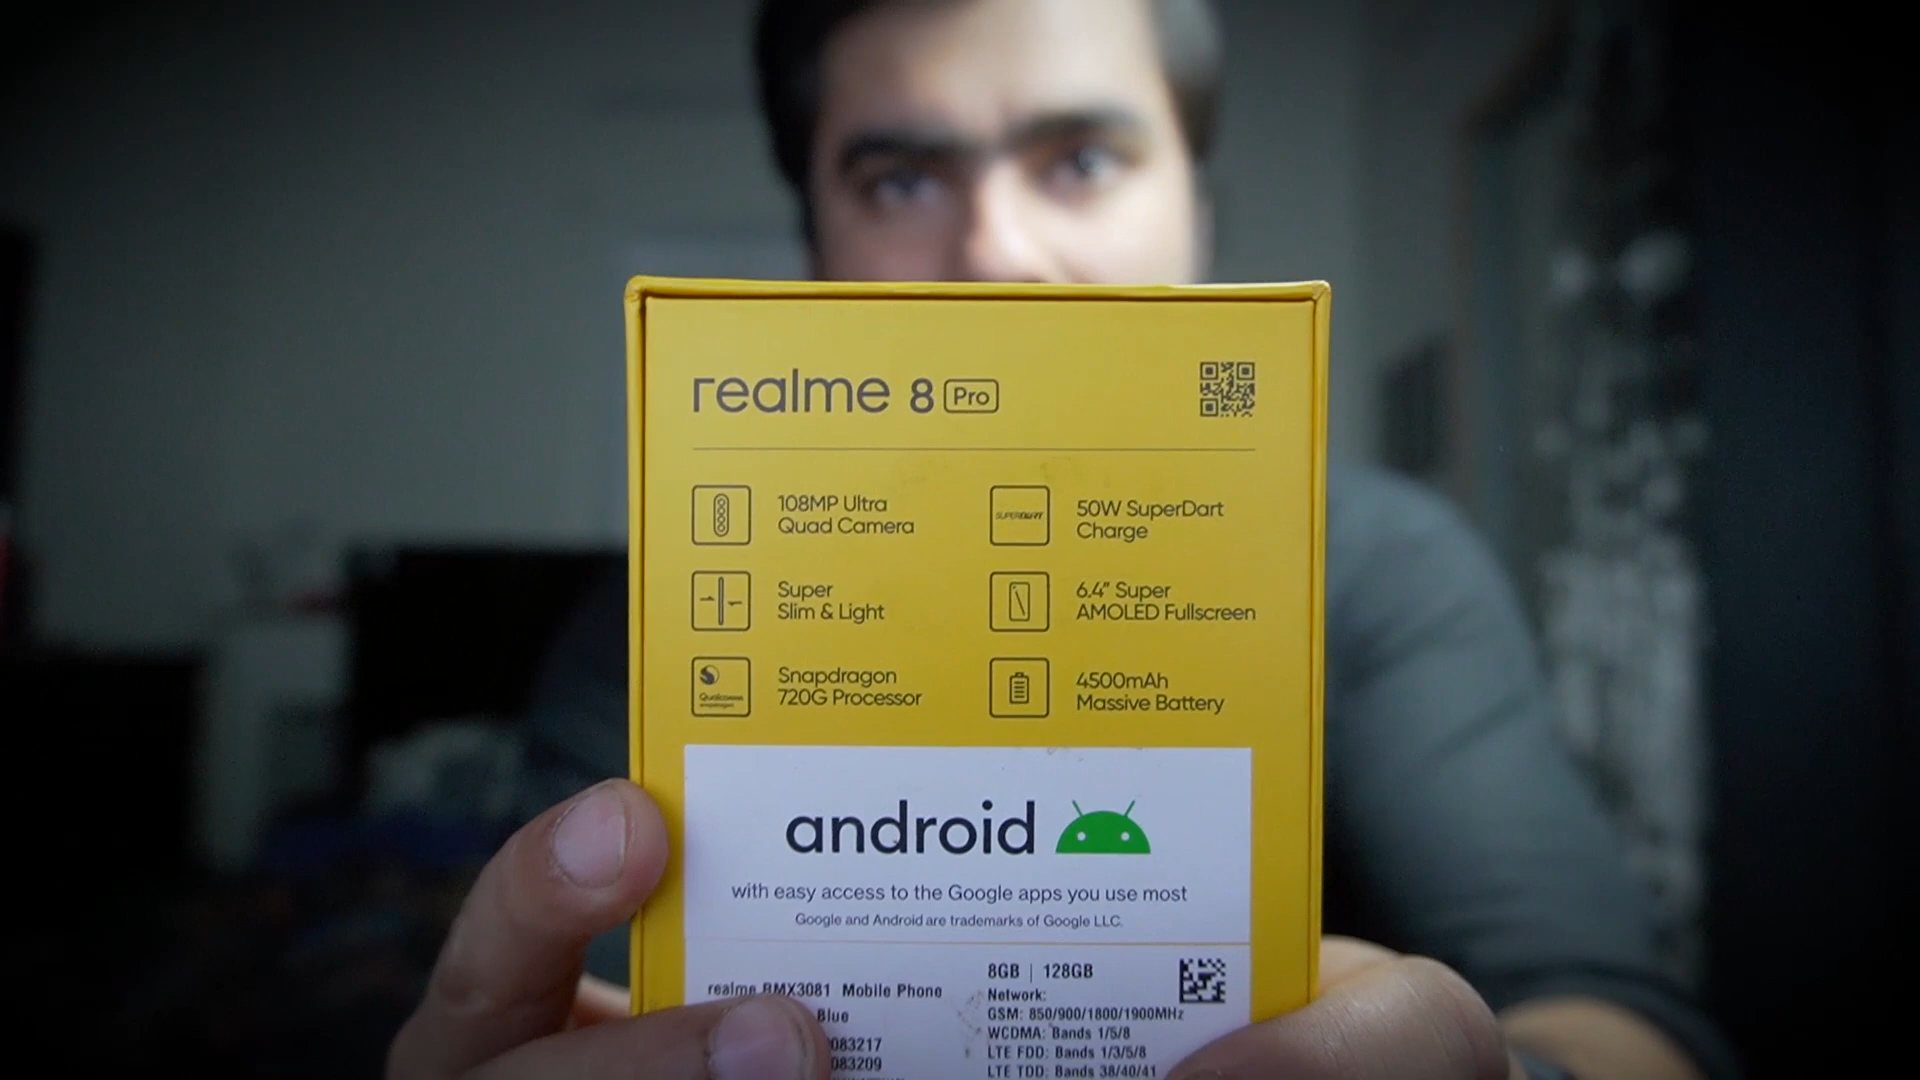 realme 8 Pro
108MP Ultra
Quad Camera
SUPERDART
50W SuperDart
Charge
Super
Slim & Light
6.4" Super
AMOLED Fullscreen
Qualcomm
snapdragon
Snapdragon
720G Processor
4500mAh
Massive Battery
android
with easy access to the Google apps you use most
Google and Android are trademarks of Google LLC.
realme RMX3081 Mobile Phone
Blue
083217
083209
8GB | 128GB
Network:
GSM: 850/900/1800/1900MHz
WCDMA: Bands 1/5/8
LTE FDD: Bands 1/3/5/8
LTE TDD: Bands 38/40/41